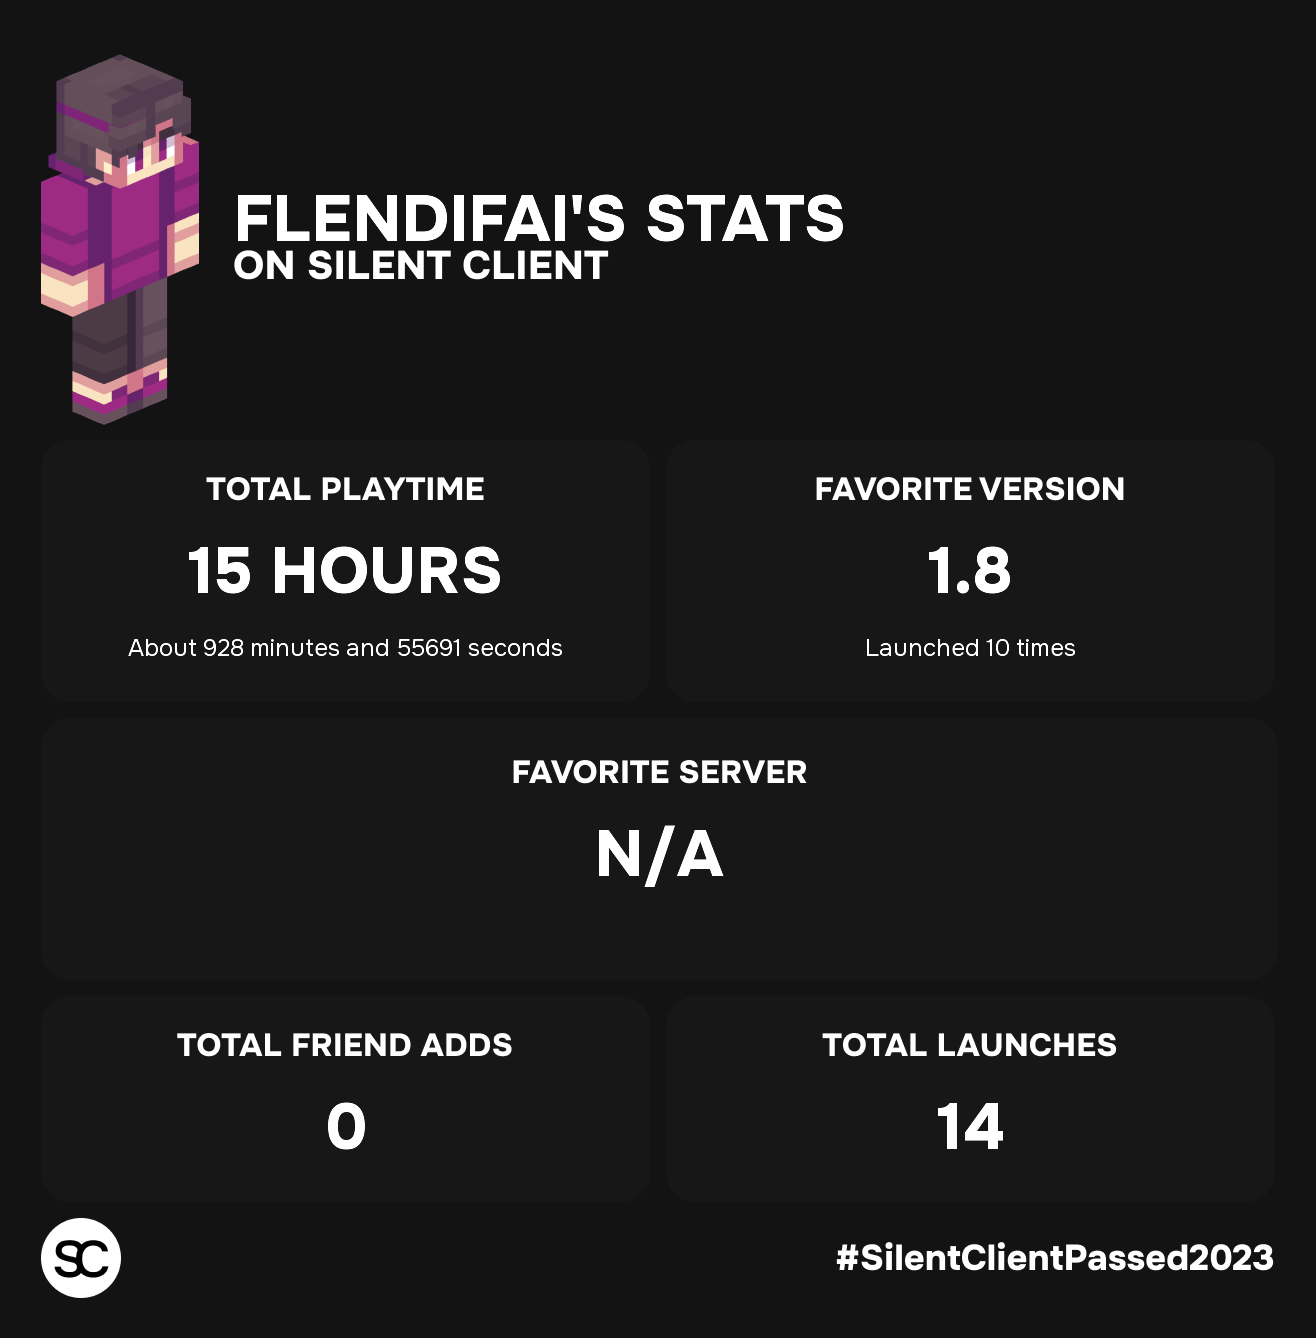 FLENDIFAI'S STATS
ON SILENT CLIENT
TOTAL PLAYTIME
15 HOURS
About 928 minutes and 55691 seconds
FAVORITE VERSION
1.8
Launched 10 times
FAVORITE SERVER
N/A
TOTAL FRIEND ADDS
0
TOTAL LAUNCHES
14
SC
#SilentClientPassed2023